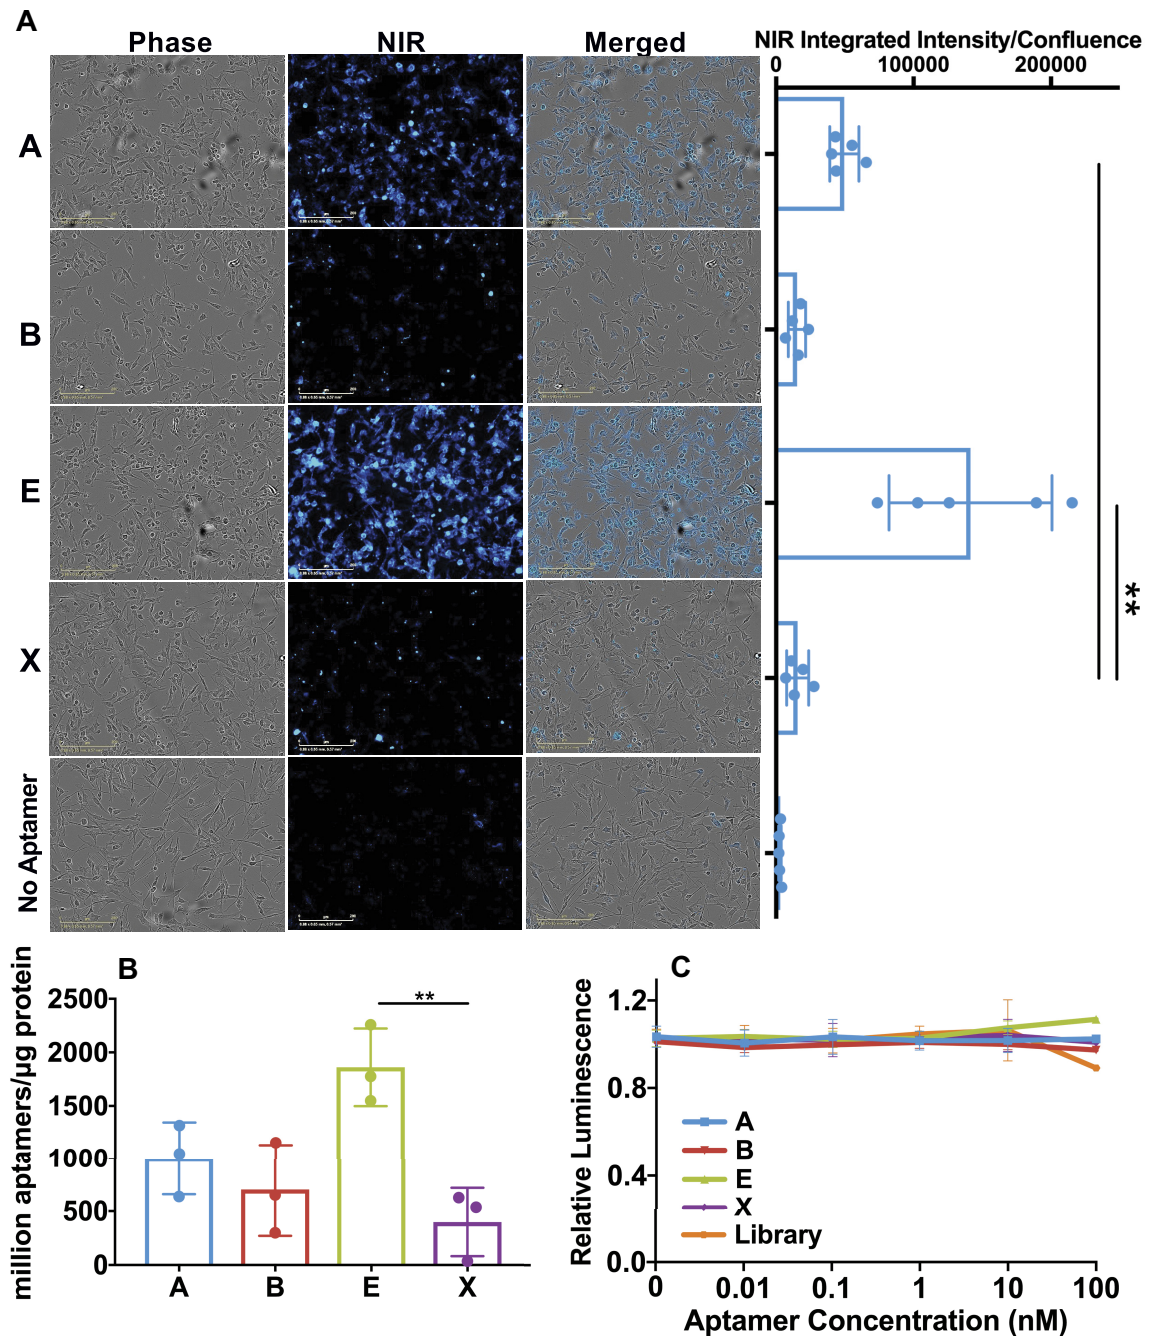 A
Phase NIR Merged NIR Integrated Intensity/Confluence
0 100000 200000
A
B
E
X
No Aptamer
**
B
million aptamers/µg protein
2500
2000
1500
1000
500
0
**
A B E X
C
Relative Luminescence
1.2
0.8
0.4
0.0
A
B
E
X
Library
0 0.01 0.1 1 10 100
Aptamer Concentration (nM)